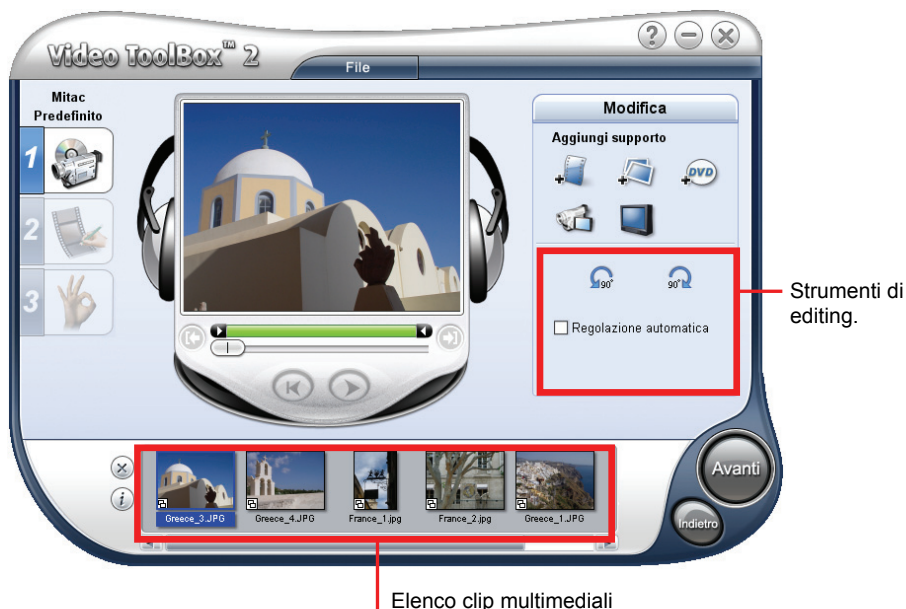 Video ToolBox™ 2
File
Mitac
Predefinito
1
2
3
Modifica
Aggiungi supporto
DVD
90°
90°
Regolazione automatica
Strumenti di
editing.
Greece_3.JPG
Greece_4.JPG
France_1.jpg
France_2.jpg
Greece_1.JPG
Avanti
Indietro
Elenco clip multimediali